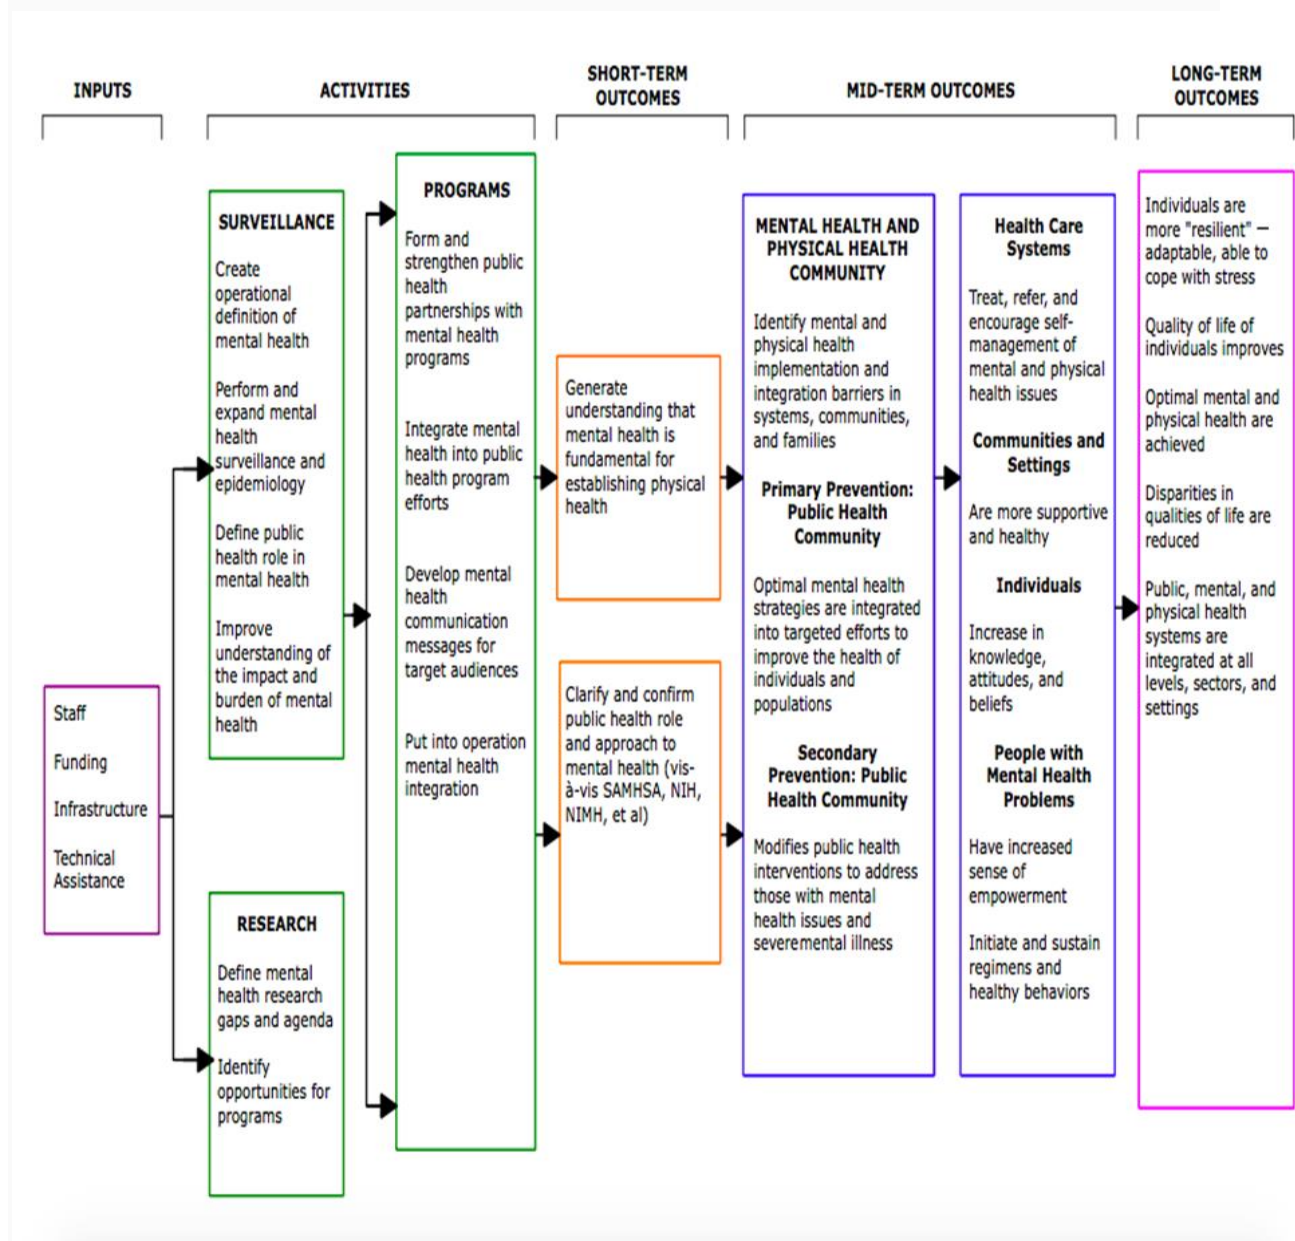 INPUTS
ACTIVITIES
SHORT-TERM
OUTCOMES
MID-TERM OUTCOMES
LONG-TERM
OUTCOMES
Staff
Funding
Infrastructure
Technical
Assistance
SURVEILLANCE
Create
operational
definition of
mental health
Perform and
expand mental
health
surveillance and
epidemiology
Define public
health role in
mental health
Improve
understanding of
the impact and
burden of mental
health
RESEARCH
Define mental
health research
gaps and agenda
Identify
opportunities for
programs
PROGRAMS
Form and
strengthen public
health
partnerships with
mental health
programs
Integrate mental
health into public
health program
efforts
Develop mental
health
communication
messages for
target audiences
Put into operation
mental health
integration
Generate
understanding that
mental health is
fundamental for
establishing physical
health
Clarify and confirm
public health role
and approach to
mental health (vis-
à-vis SAMHSA, NIH,
NIMH, et al)
MENTAL HEALTH AND
PHYSICAL HEALTH
COMMUNITY
Identify mental and
physical health
implementation and
integration barriers in
systems, communities,
and families
Primary Prevention:
Public Health
Community
Optimal mental health
strategies are integrated
into targeted efforts to
improve the health of
individuals and
populations
Secondary
Prevention: Public
Health Community
Modifies public health
interventions to address
those with mental
health issues and
severemental illness
Health Care
Systems
Treat, refer, and
encourage self-
management of
mental and physical
health issues
Communities and
Settings
Are more supportive
and healthy
Individuals
Increase in
knowledge,
attitudes, and
beliefs
People with
Mental Health
Problems
Have increased
sense of
empowerment
Initiate and sustain
regimens and
healthy behaviors
Individuals are
more "resilient" —
adaptable, able to
cope with stress
Quality of life of
individuals improves
Optimal mental and
physical health are
achieved
Disparities in
qualities of life are
reduced
Public, mental, and
physical health
systems are
integrated at all
levels, sectors, and
settings